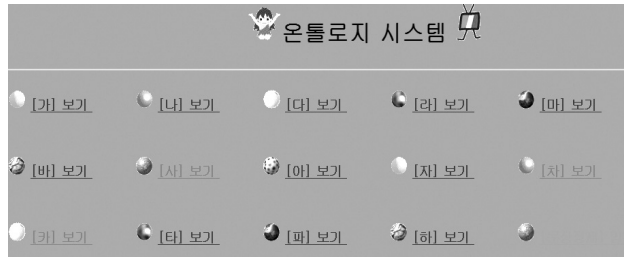 온톨로지 시스템
[가] 보기 [나] 보기 [다] 보기 [라] 보기 [마] 보기
[바] 보기 [사] 보기 [아] 보기 [자] 보기 [차] 보기
[카] 보기 [타] 보기 [파] 보기 [하] 보기